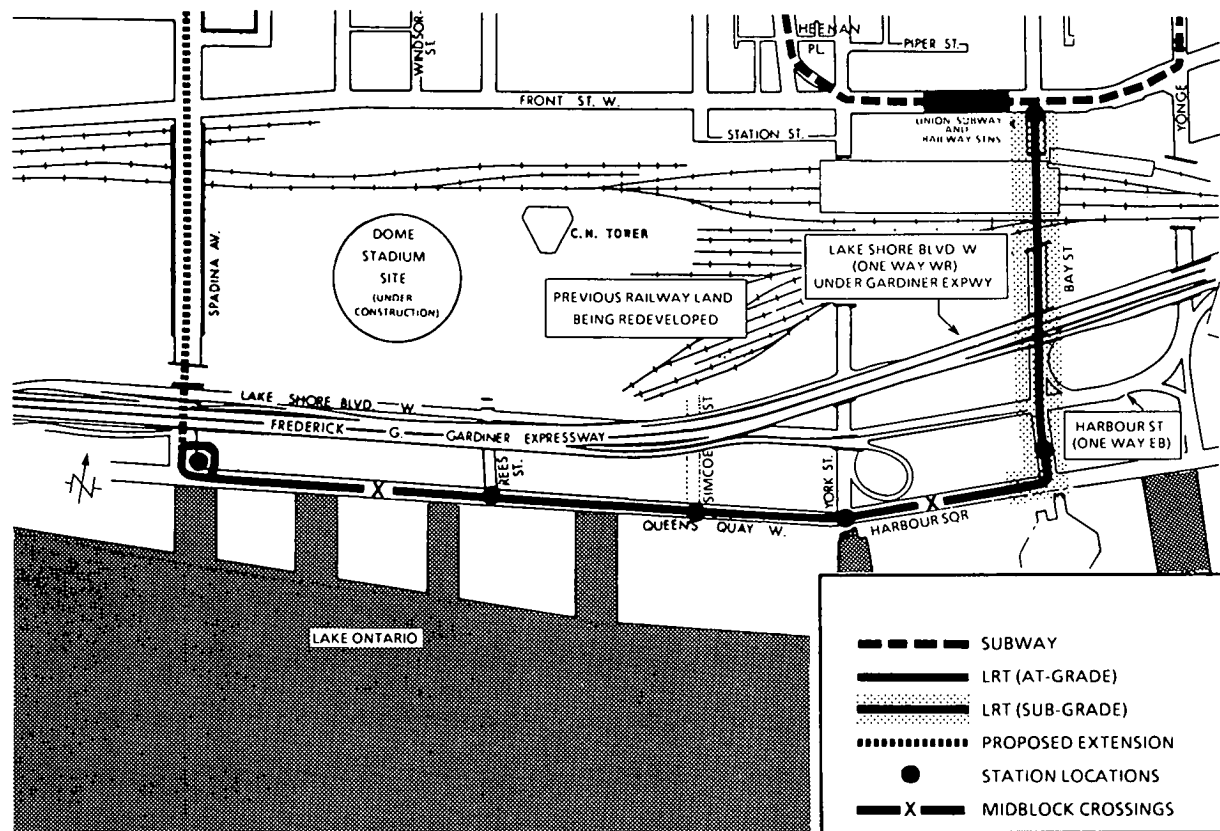 WINDSOR
ST.
SHEENAN
PL.
PIPER ST.
YONGE
FRONT ST. W.
STATION ST.
UNION SUBWAY
AND
RAILWAY STNS
SPADINA AV.
DOME
STADIUM
SITE
(UNDER
CONSTRUCTION)
C.N. TOWER
PREVIOUS RAILWAY LAND
BEING REDEVELOPED
LAKE SHORE BLVD W
(ONE WAY WB)
UNDER GARDINER EXPWY
BAY ST
LAKE SHORE BLVD. W.
FREDERICK G. GARDINER EXPRESSWAY
HARBOUR ST
(ONE WAY EB)
N
X
REES
ST.
SIMCOE ST
YORK ST.
X
QUEEN'S QUAY W.
HARBOUR SQR
LAKE ONTARIO
SUBWAY
LRT (AT-GRADE)
LRT (SUB-GRADE)
PROPOSED EXTENSION
STATION LOCATIONS
X
MIDBLOCK CROSSINGS